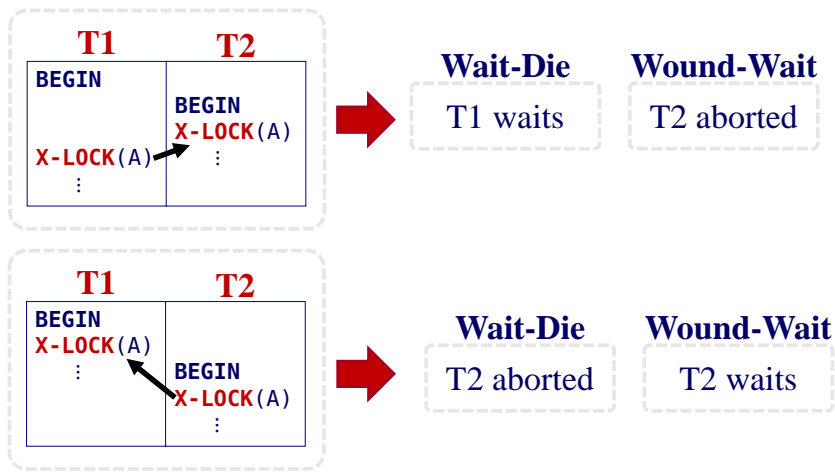 T1 T2
BEGIN
BEGIN
X-LOCK(A)
X-LOCK(A) ⋮
⋮
Wait-Die Wound-Wait
T1 waits T2 aborted
T1 T2
BEGIN
X-LOCK(A)
⋮ BEGIN
X-LOCK(A)
⋮
Wait-Die Wound-Wait
T2 aborted T2 waits